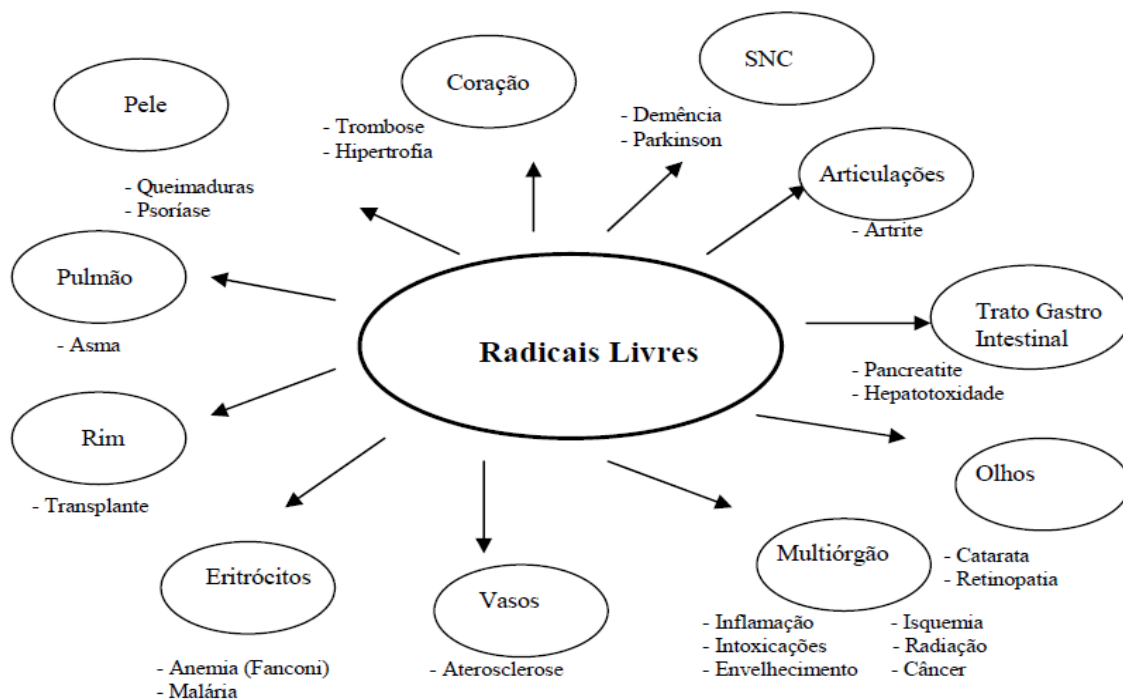 SNC
Coração
Pele
- Demência
- Parkinson
- Trombose
- Hipertrofia
Articulações
- Queimaduras
- Psoríase
- Artrite
Pulmão
Trato Gastro
Intestinal
- Asma
Radicais Livres
- Pancreatite
- Hepatotoxidade
Rim
- Transplante
Olhos
- Catarata
- Retinopatia
Multiórgão
Eritrócitos
Vasos
- Inflamação
- Intoxicações
- Envelhecimento
- Isquemia
- Radiação
- Câncer
- Aterosclerose
- Anemia (Fanconi)
- Malária